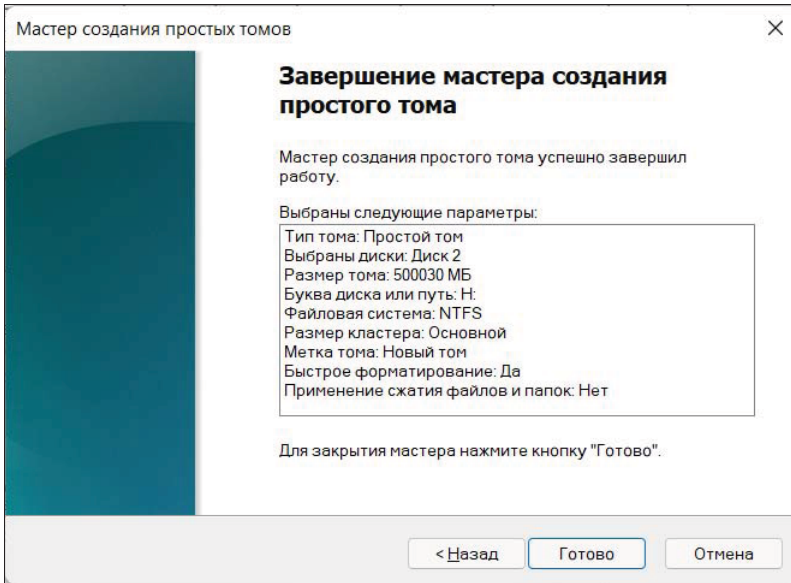 Мастер создания простых томов
Завершение мастера создания
простого тома
Мастер создания простого тома успешно завершил
работу.
Выбраны следующие параметры:
Тип тома: Простой том
Выбраны диски: Диск 2
Размер тома: 500030 МБ
Буква диска или путь: H:
Файловая система: NTFS
Размер кластера: Основной
Метка тома: Новый том
Быстрое форматирование: Да
Применение сжатия файлов и папок: Нет
Для закрытия мастера нажмите кнопку "Готово".
< Назад
Готово
Отмена